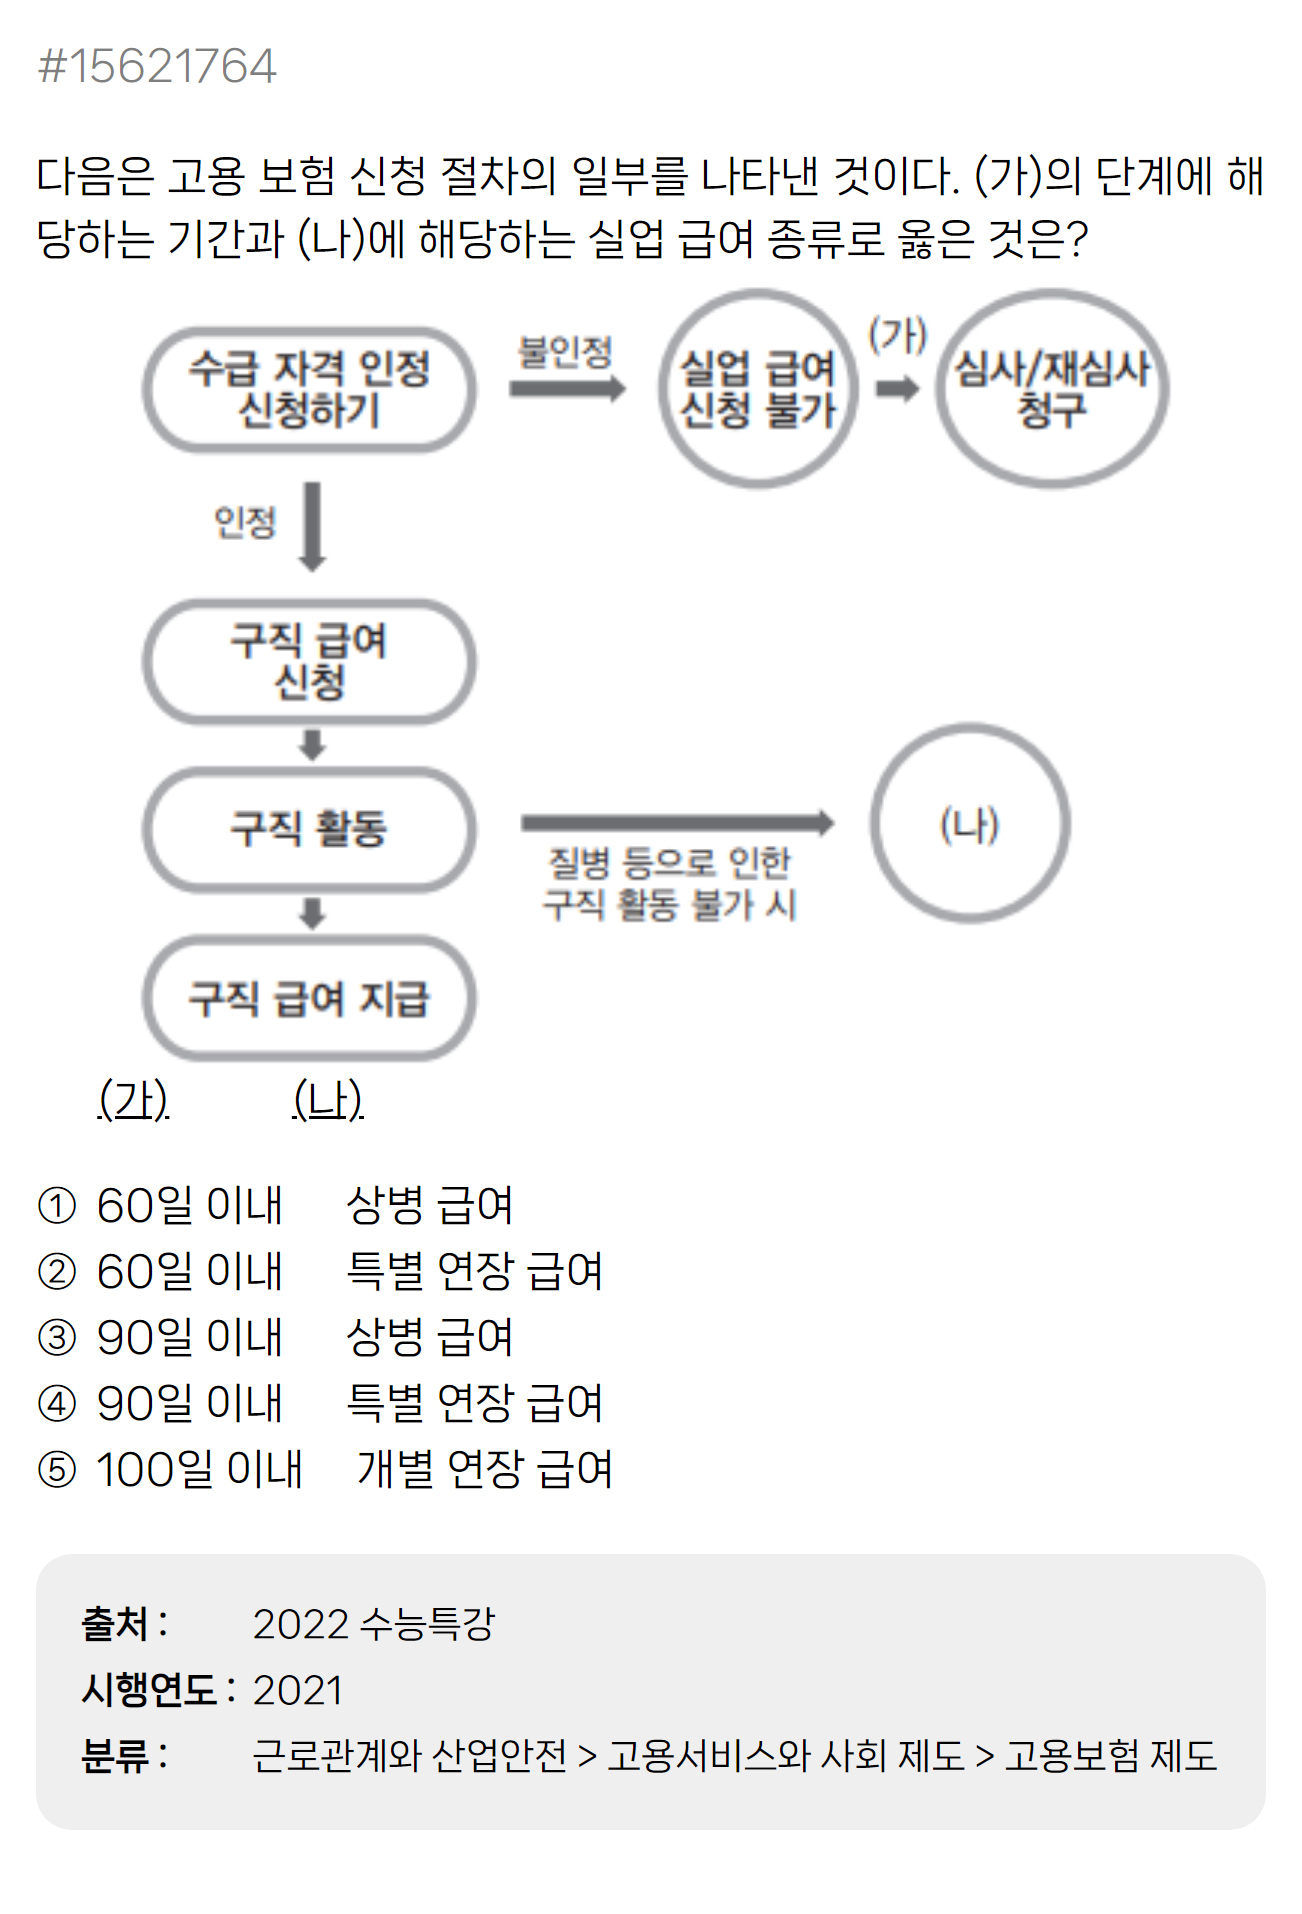 #15621764
다음은 고용 보험 신청 절차의 일부를 나타낸 것이다. (가)의 단계에 해
당하는 기간과 (나)에 해당하는 실업 급여 종류로 옳은 것은?
수급 자격 인정
신청하기
불인정
실업 급여
신청 불가
(가)
심사/재심사
청구
인정
구직 급여
신청
구직 활동
질병 등으로 인한
구직 활동 불가 시
(나)
구직 급여 지급
(가) (나)
① 60일 이내 상병 급여
② 60일 이내 특별 연장 급여
③ 90일 이내 상병 급여
④ 90일 이내 특별 연장 급여
⑤ 100일 이내 개별 연장 급여
출처 : 2022 수능특강
시행연도 : 2021
분류 : 근로관계와 산업안전 > 고용서비스와 사회 제도 > 고용보험 제도